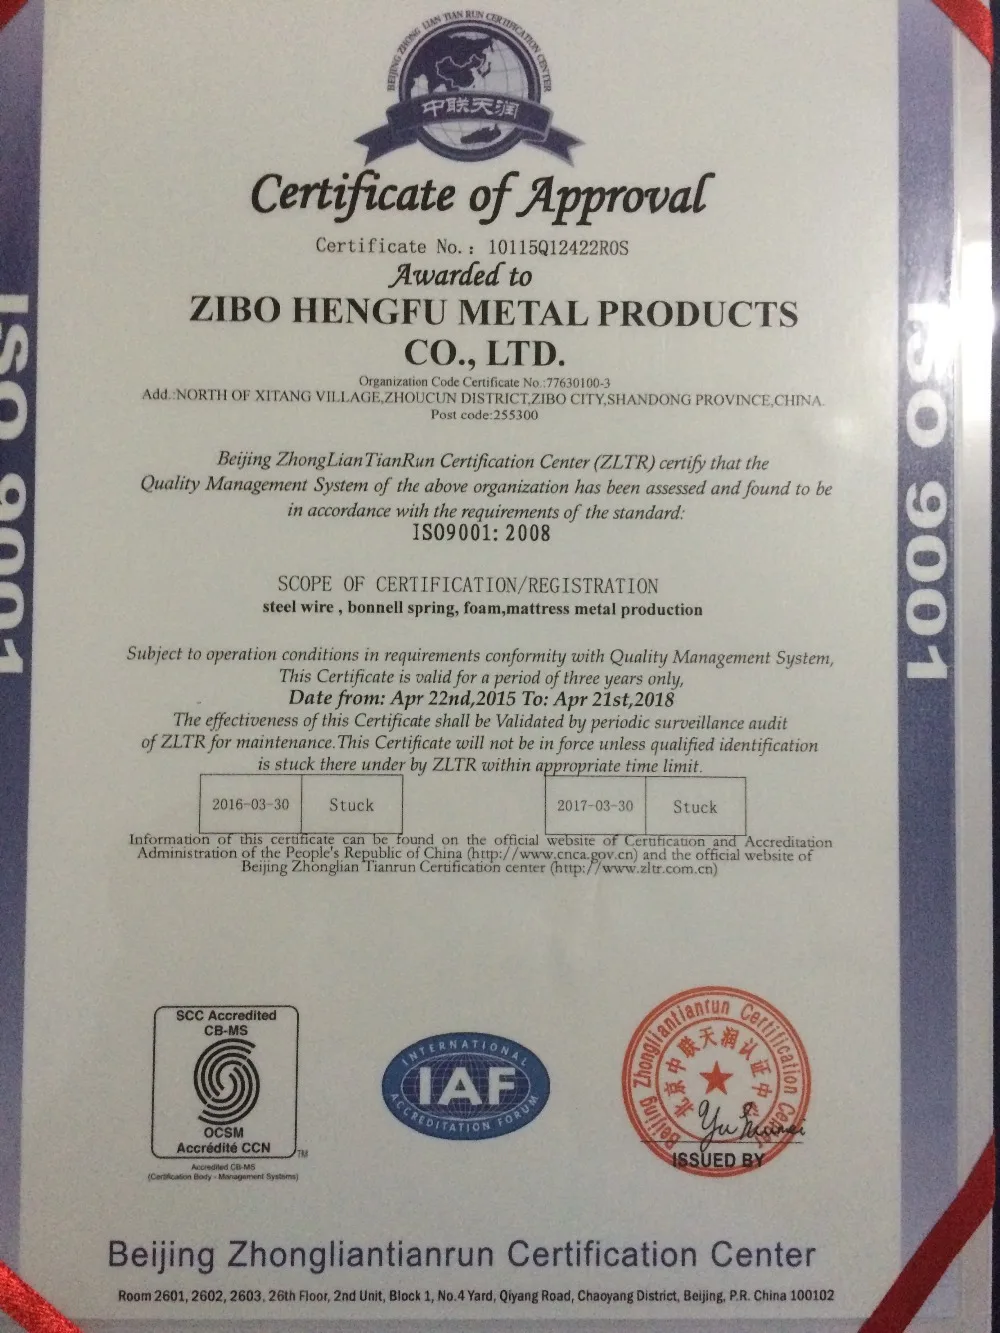 BEIJING ZHONG LIAN TIAN RUN CERTIFICATION CENTER
中联天润
Certificate of Approval
Certificate No.: 10115Q12422R0S
Awarded to
ZIBO HENGFU METAL PRODUCTS
CO., LTD.
Organization Code Certificate No.:77630100-3
Add.:NORTH OF XITANG VILLAGE,ZHOUCUN DISTRICT,ZIBO CITY,SHANDONG PROVINCE,CHINA.
Post code:255300
Beijing ZhongLianTianRun Certification Center (ZLTR) certify that the
Quality Management System of the above organization has been assessed and found to be
in accordance with the requirements of the standard:
ISO9001: 2008
SCOPE OF CERTIFICATION/REGISTRATION
steel wire , bonnell spring, foam,mattress metal production
Subject to operation conditions in requirements conformity with Quality Management System,
This Certificate is valid for a period of three years only,
Date from: Apr 22nd,2015 To: Apr 21st,2018
The effectiveness of this Certificate shall be Validated by periodic surveillance audit
of ZLTR for maintenance.This Certificate will not be in force unless qualified identification
is stuck there under by ZLTR within appropriate time limit.
2016-03-30 Stuck 2017-03-30 Stuck
Information of this certificate can be found on the official website of Certification and Accreditation
Administration of the People's Republic of China (http://www.cnca.gov.cn) and the official website of
Beijing Zhonglian Tianrun Certification center (http://www.zltr.com.cn)
ISO 9001
ISO 9001
SCC Accredited
CB-MS
OCSM
Accrédité CCN
TM
Accredited CB-MS
(Certification Body - Management Systems)
INTERNATIONAL
IAF
ACCREDITATION FORUM
Beijing Zhongliantianrun Certification Center
北京中联天润认证中心
ISSUED BY
Beijing Zhongliantianrun Certification Center
Room 2601, 2602, 2603, 26th Floor, 2nd Unit, Block 1, No.4 Yard, Qiyang Road, Chaoyang District, Beijing, P.R. China 100102